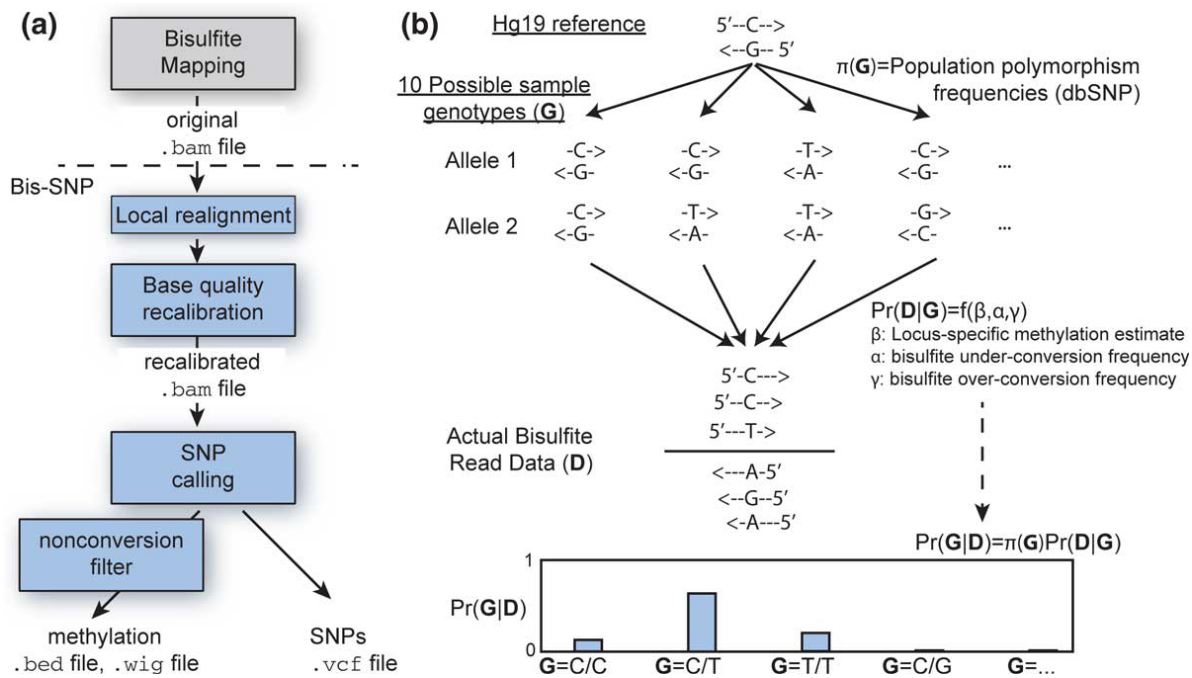 (a)
Bisulfite
Mapping
original
.bam file
Bis-SNP
Local realignment
Base quality
recalibration
recalibrated
.bam file
SNP
calling
nonconversion
filter
methylation
.bed file, .wig file
SNPs
.vcf file
(b)
Hg19 reference
5′--C-->
<--G-- 5′
π(G)=Population polymorphism
frequencies (dbSNP)
10 Possible sample
genotypes (G)
Allele 1
-C-> -C-> -T-> -C->
<-G- <-G- <-A- <-G- ...
Allele 2
-C-> -T-> -T-> -G->
<-G- <-A- <-A- <-C- ...
Pr(D|G)=f(β,α,γ)
β: Locus-specific methylation estimate
α: bisulfite under-conversion frequency
γ: bisulfite over-conversion frequency
Actual Bisulfite
Read Data (D)
5′-C--->
5′--C-->
5′---T->
<---A-5′
<--G--5′
<-A---5′
Pr(G|D)=π(G)Pr(D|G)
Pr(G|D)
1
0
G=C/C G=C/T G=T/T G=C/G G=...